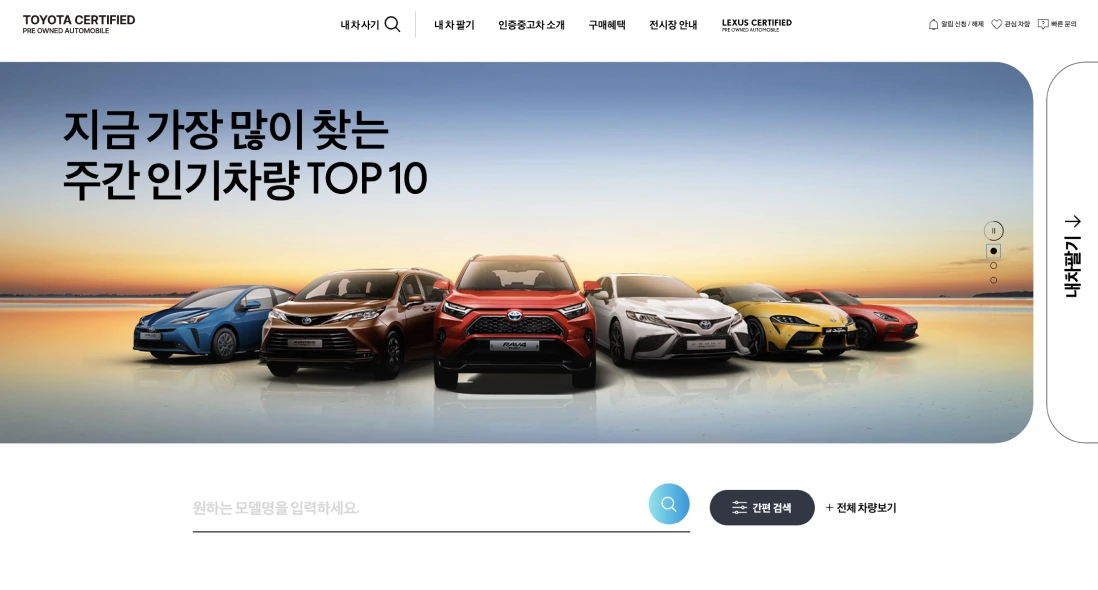 TOYOTA CERTIFIED
PRE OWNED AUTOMOBILE
내차사기
내 차 팔기
인증중고차 소개
구매혜택
전시장 안내
LEXUS CERTIFIED
PRE OWNED AUTOMOBILE
알림 신청 / 해제
관심 차량
빠른 문의
지금 가장 많이 찾는
주간 인기차량 TOP 10
RAV4
내차팔기
원하는 모델명을 입력하세요.
간편 검색
+ 전체 차량보기